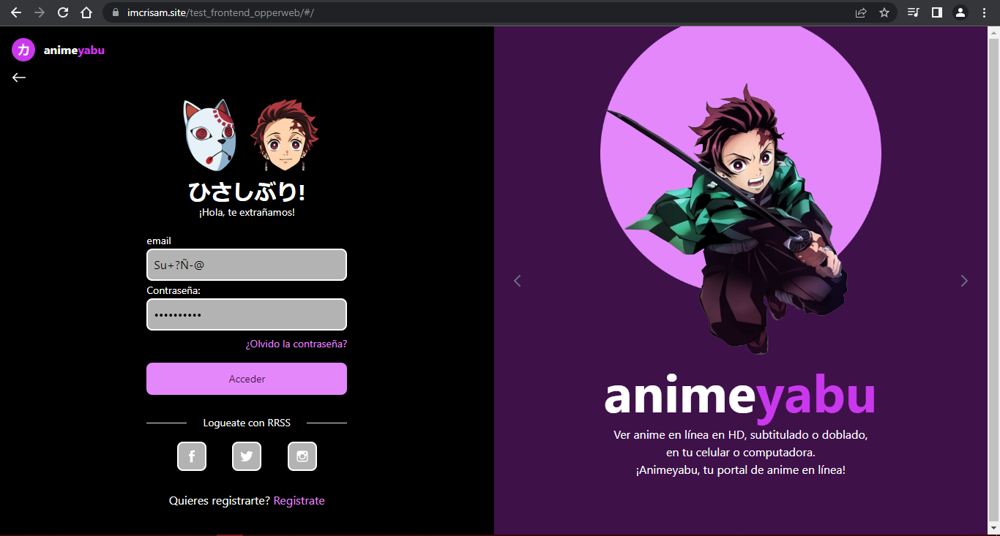 imcrisam.site/test_frontend_opperweb/#/
カ animeyabu
ひさしぶり!
¡Hola, te extrañamos!
email
Su+?Ñ-@
Contraseña:
••••••••••
¿Olvido la contraseña?
Acceder
Logueate con RRSS
Quieres registrarte? Registrate
animeyabu
Ver anime en línea en HD, subtitulado o doblado,
en tu celular o computadora.
¡Animeyabu, tu portal de anime en línea!